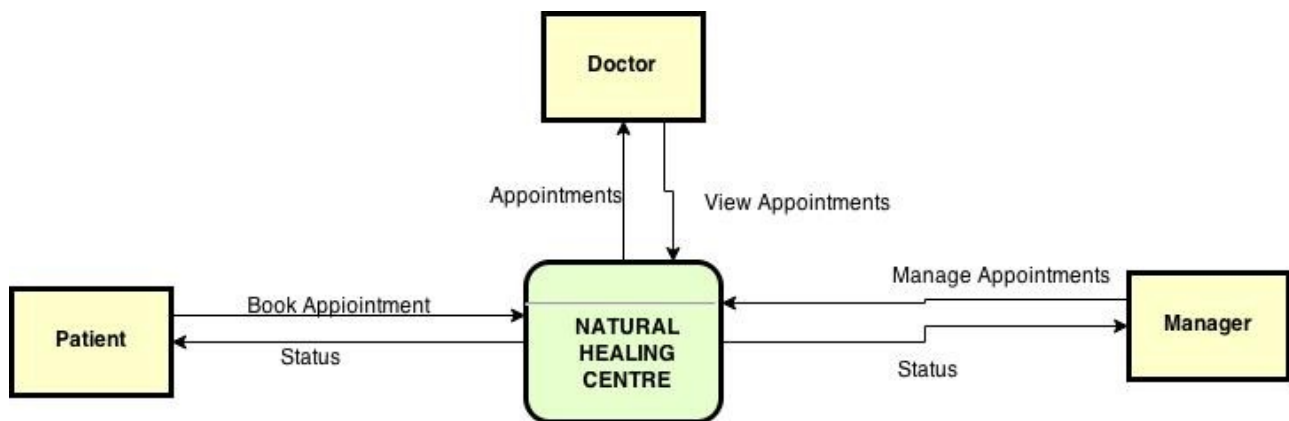 Doctor
Appointments
View Appointments
Manage Appointments
Book Appiointment
Patient
Status
NATURAL
HEALING
CENTRE
Manager
Status